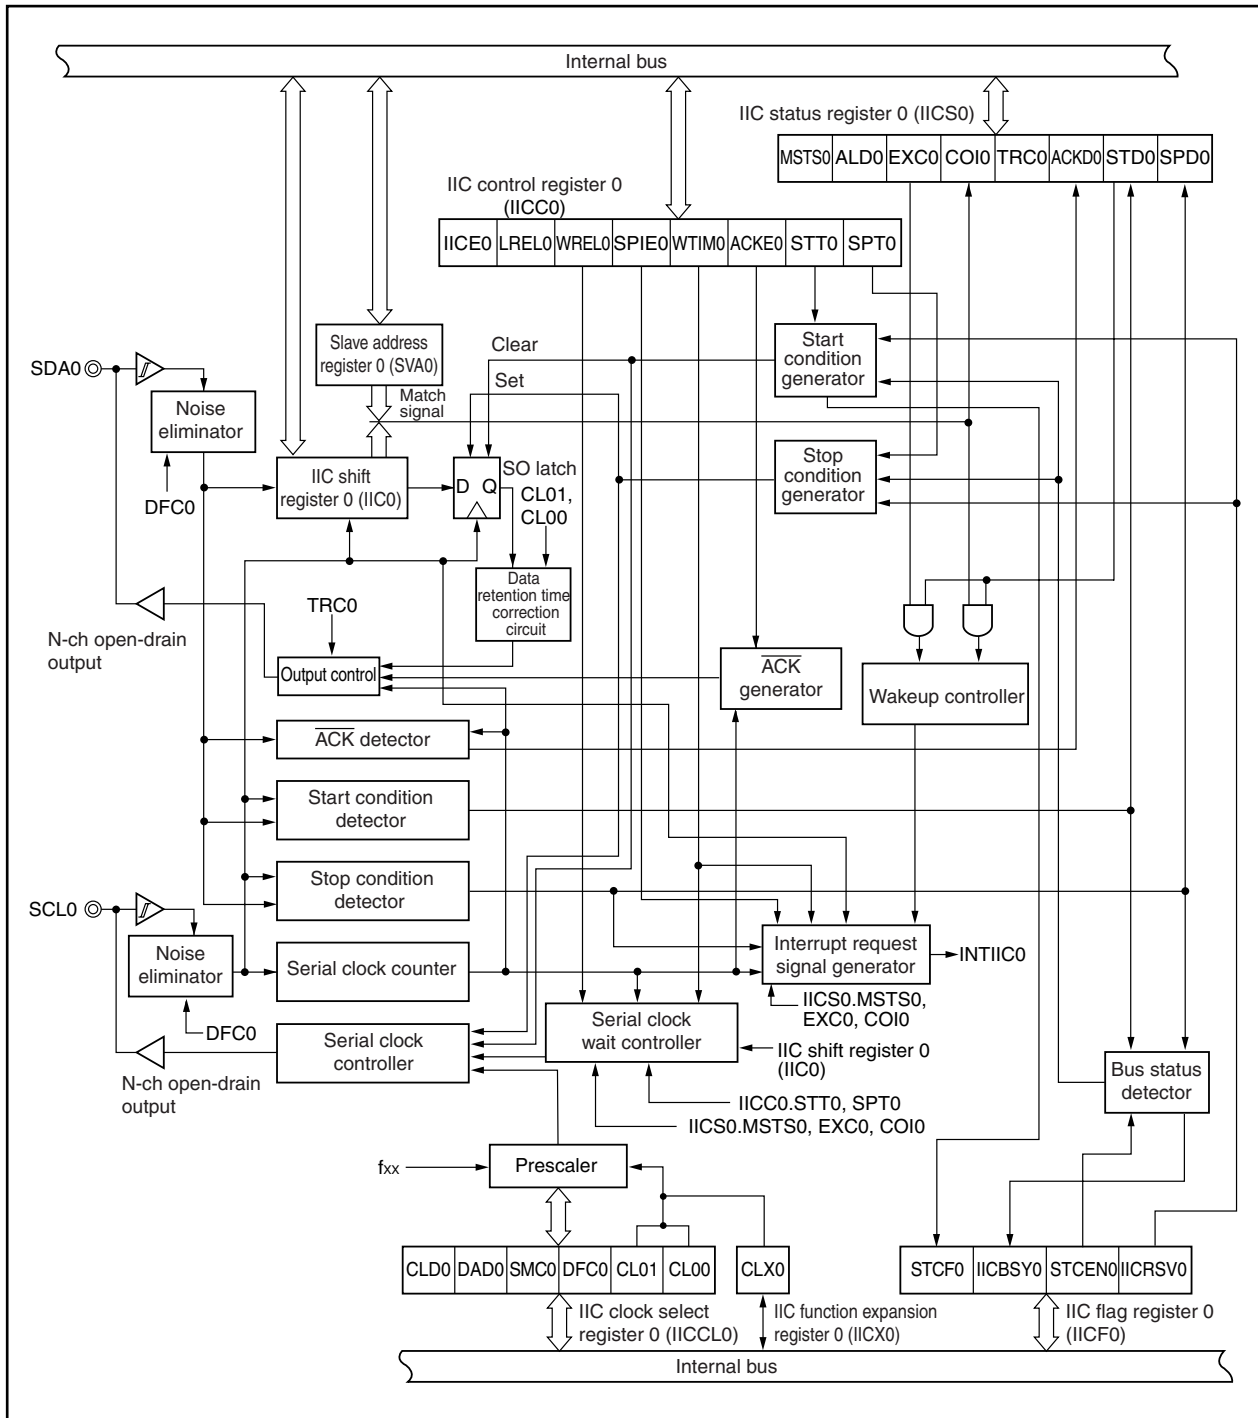 Internal bus
IIC status register 0 (IICS0)
MSTS0 ALD0 EXC0 COI0 TRC0 ACKD0 STD0 SPD0
IIC control register 0
(IICC0)
IICE0 LREL0 WREL0 SPIE0 WTIM0 ACKE0 STT0 SPT0
Slave address
register 0 (SVA0)
Clear
Start
condition
generator
SDA0
Set
Match
signal
Noise
eliminator
DFC0
IIC shift
register 0 (IIC0)
D Q
SO latch
CL01,
CL00
Stop
condition
generator
Data
retention time
correction
circuit
TRC0
N-ch open-drain
output
Output control
ACK
generator
Wakeup controller
ACK detector
Start condition
detector
Stop condition
detector
SCL0
Noise
eliminator
DFC0
Serial clock counter
Interrupt request
signal generator
INTIIC0
IICS0.MSTS0,
EXC0, COI0
Serial clock
controller
N-ch open-drain
output
Serial clock
wait controller
IIC shift register 0
(IIC0)
Bus status
detector
IICC0.STT0, SPT0
IICS0.MSTS0, EXC0, COI0
fxx
Prescaler
CLD0 DAD0 SMC0 DFC0 CL01 CL00
CLX0
STCF0 IICBSY0 STCEN0 IICRSV0
IIC clock select
register 0 (IICCL0)
IIC function expansion
register 0 (IICX0)
IIC flag register 0
(IICF0)
Internal bus